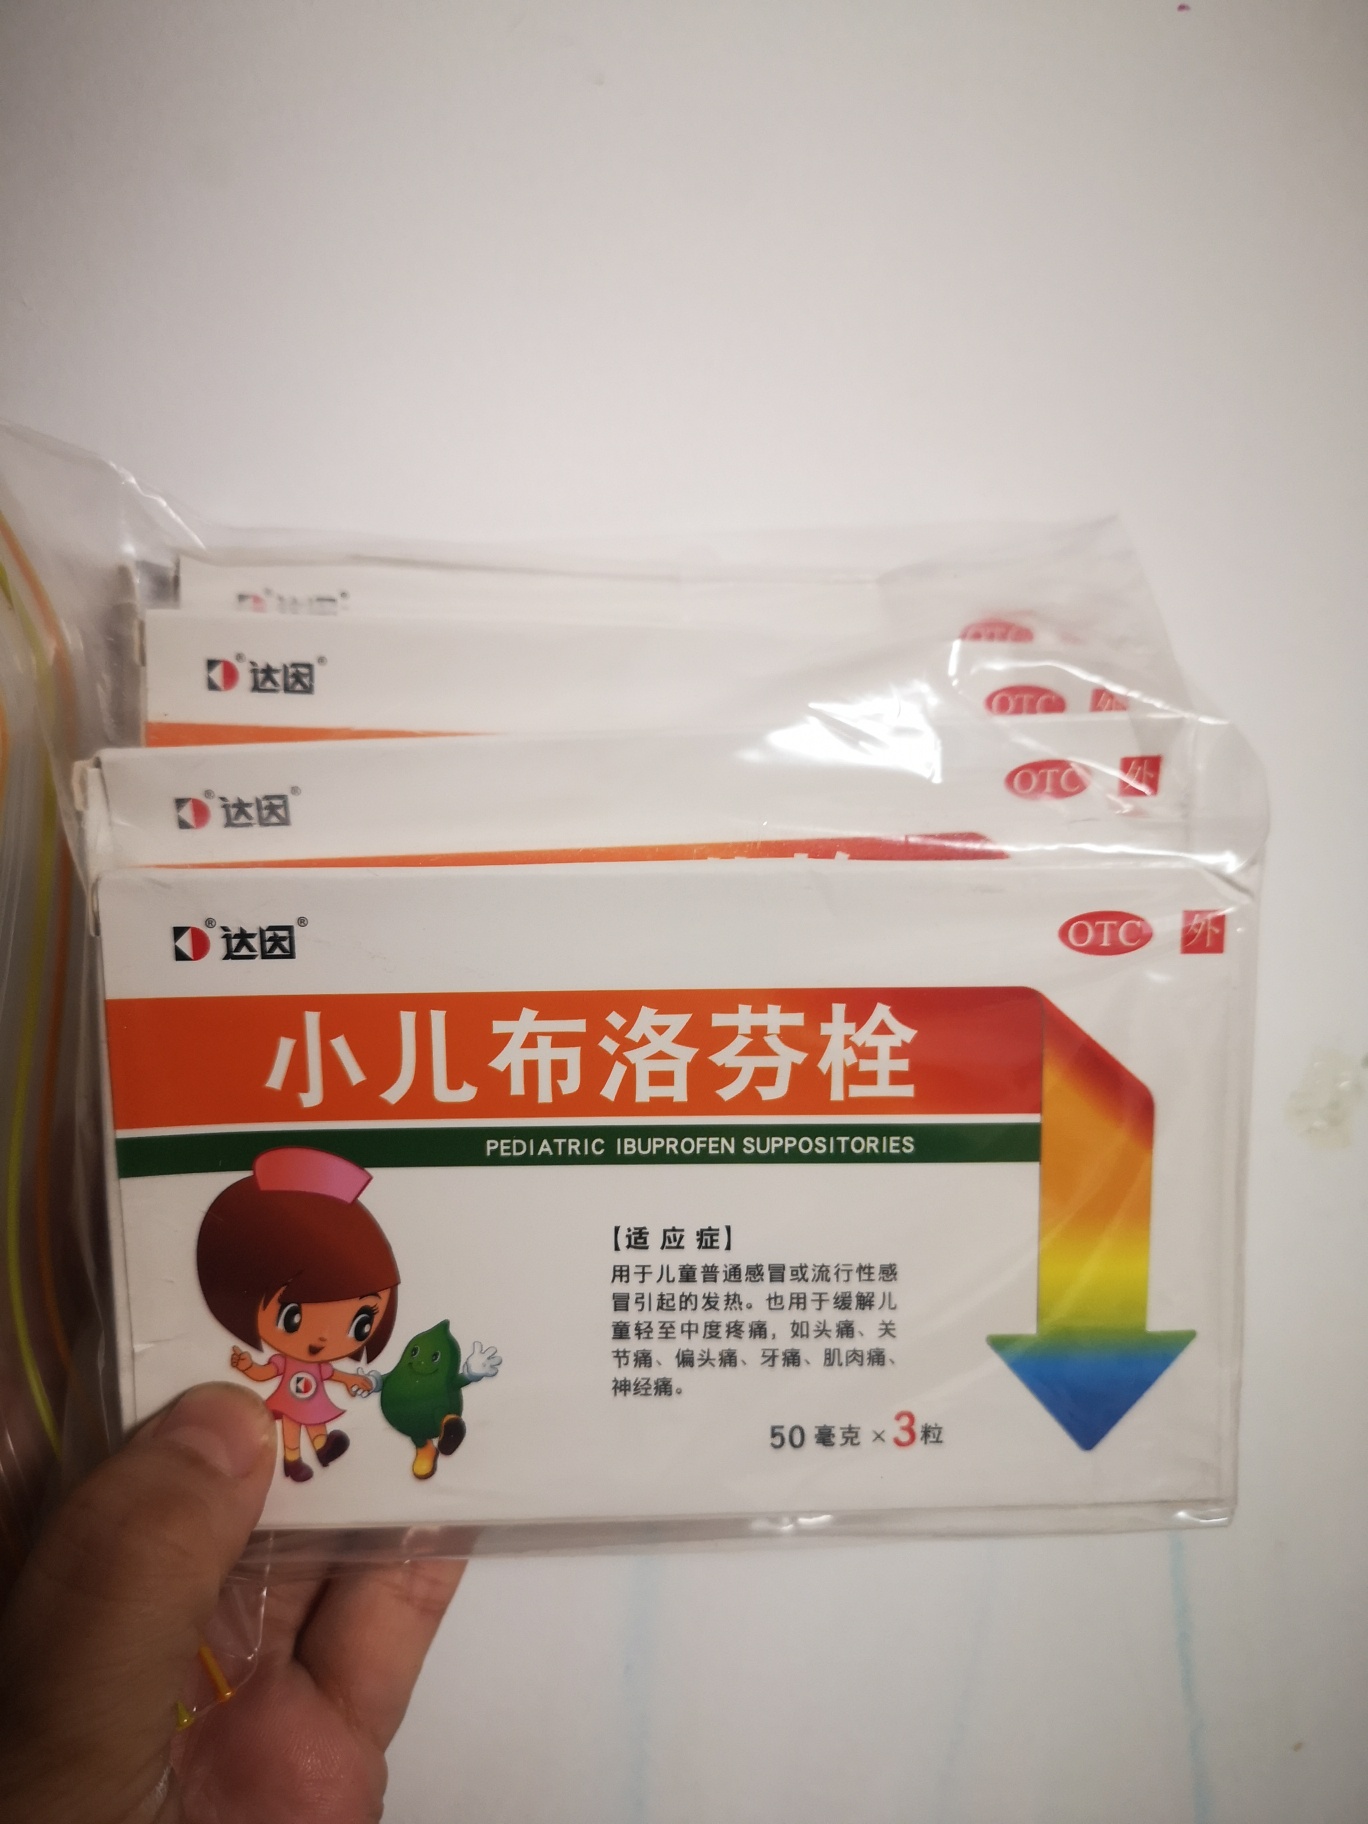 达因
OTC
达因
OTC 外
达因
OTC 外
达因
OTC 外
小儿布洛芬栓
PEDIATRIC IBUPROFEN SUPPOSITORIES
【适应症】
用于儿童普通感冒或流行性感
冒引起的发热。也用于缓解儿
童轻至中度疼痛，如头痛、关
节痛、偏头痛、牙痛、肌肉痛、
神经痛。
50毫克×3粒